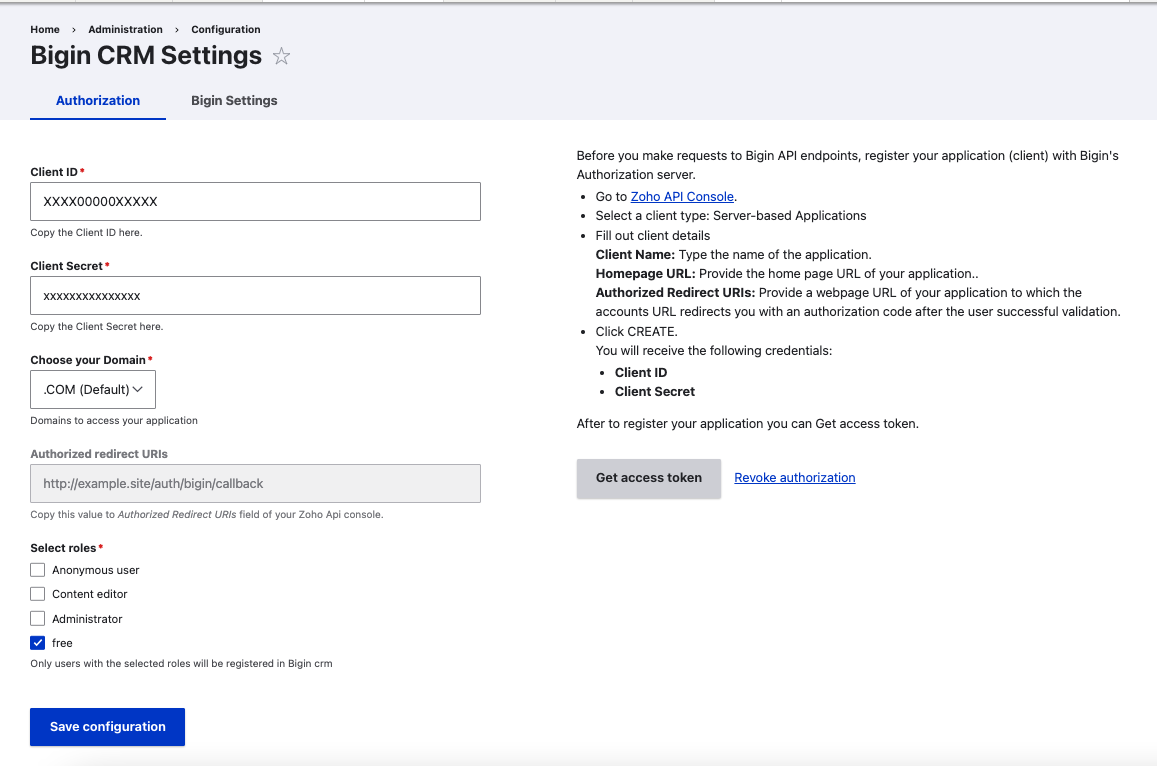 Home › Administration › Configuration
Bigin CRM Settings ☆
Authorization
Bigin Settings
Client ID*
XXXX00000XXXXX
Copy the Client ID here.
Client Secret*
xxxxxxxxxxxxxxx
Copy the Client Secret here.
Choose your Domain*
.COM (Default)
Domains to access your application
Authorized redirect URIs
http://example.site/auth/bigin/callback
Copy this value to Authorized Redirect URIs field of your Zoho Api console.
Select roles*
Anonymous user
Content editor
Administrator
free
Only users with the selected roles will be registered in Bigin crm
Save configuration
Before you make requests to Bigin API endpoints, register your application (client) with Bigin's
Authorization server.
• Go to Zoho API Console.
• Select a client type: Server-based Applications
• Fill out client details
Client Name: Type the name of the application.
Homepage URL: Provide the home page URL of your application..
Authorized Redirect URIs: Provide a webpage URL of your application to which the
accounts URL redirects you with an authorization code after the user successful validation.
• Click CREATE.
You will receive the following credentials:
• Client ID
• Client Secret
After to register your application you can Get access token.
Get access token
Revoke authorization